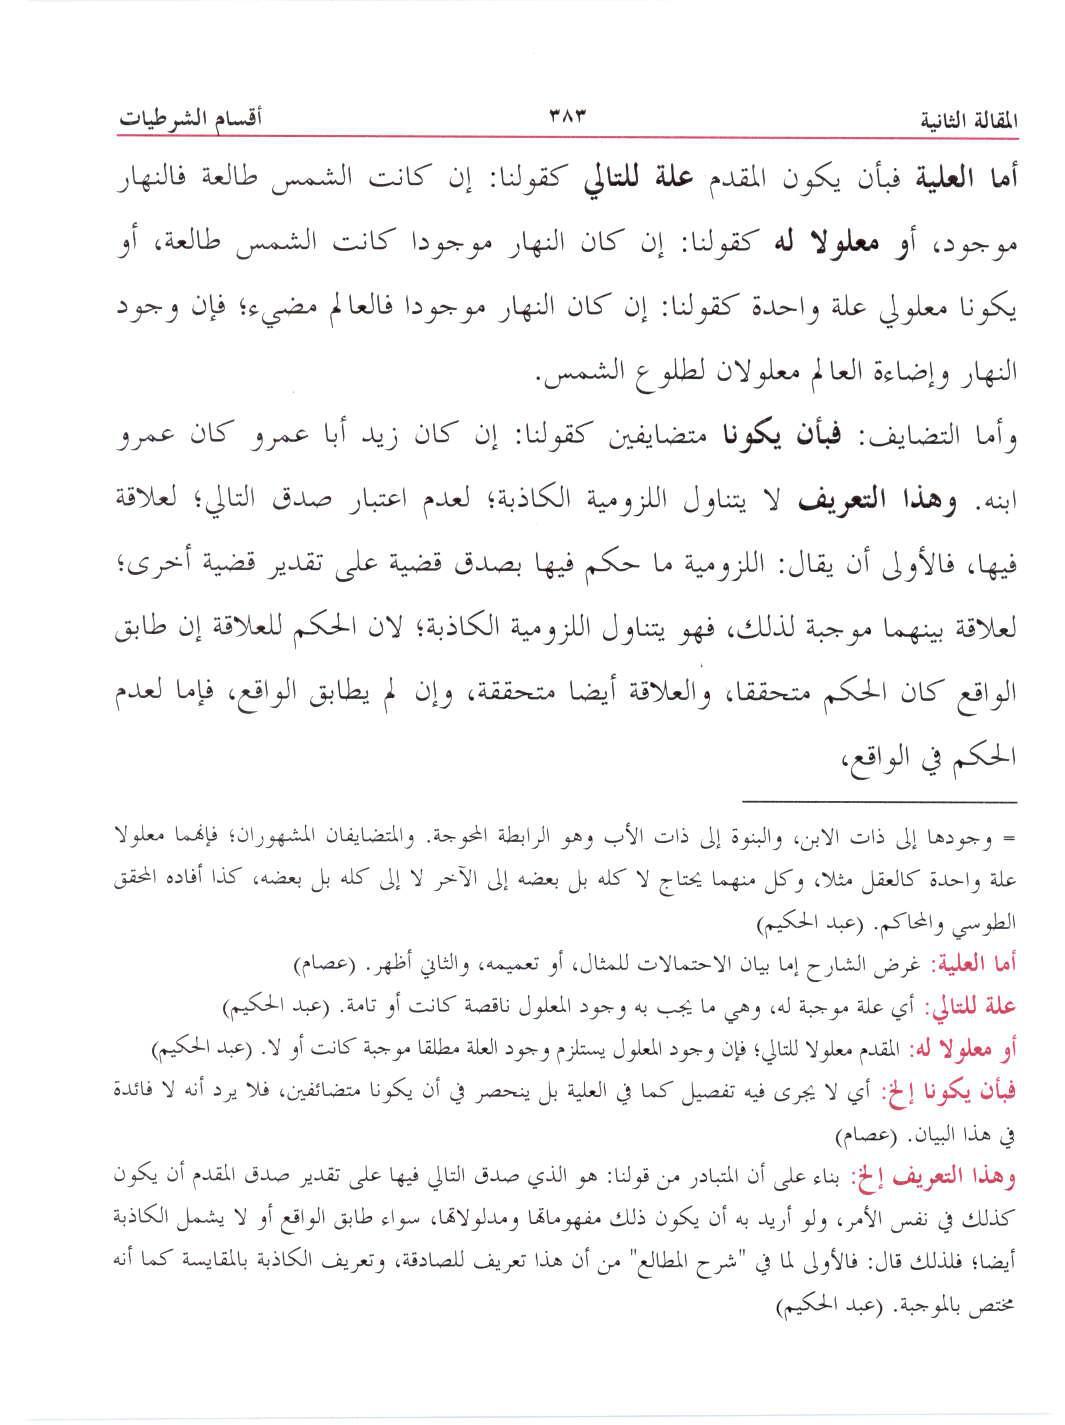 المقالة الثانية ٣٨٣ أقسام الشرطيات
أما العلية فبأن يكون المقدم علة للتالي كقولنا: إن كانت الشمس طالعة فالنهار
موجود، أو معلولا له كقولنا: إن كان النهار موجودا كانت الشمس طالعة، أو
يكونا معلولي علة واحدة كقولنا: إن كان النهار موجودا فالعالم مضيء؛ فإن وجود
النهار وإضاءة العالم معلولان لطلوع الشمس.
وأما التضايف: فبأن يكونا متضايفين كقولنا: إن كان زيد أبا عمرو كان عمرو
ابنه. وهذا التعريف لا يتناول اللزومية الكاذبة؛ لعدم اعتبار صدق التالي؛ لعلاقة
فيها، فالأولى أن يقال: اللزومية ما حكم فيها بصدق قضية على تقدير قضية أخرى؛
لعلاقة بينهما موجبة لذلك، فهو يتناول اللزومية الكاذبة؛ لان الحكم للعلاقة إن طابق
الواقع كان الحكم متحققا، والعلاقة أيضا متحققة، وإن لم يطابق الواقع، فإما لعدم
الحكم في الواقع،
= وجودها إلى ذات الابن، والبنوة إلى ذات الأب وهو الرابطة المحوجة. والمتضايفان المشهوران؛ فإنهما معلولا
علة واحدة كالعقل مثلا، وكل منهما يحتاج لا كله بل بعضه إلى الآخر لا إلى كله بل بعضه، كذا أفاده المحقق
الطوسي والمحاكم. (عبد الحكيم)
أما العلية: غرض الشارح إما بيان الاحتمالات للمثال، أو تعميمه، والثاني أظهر. (عصام)
علة للتالي: أي علة موجبة له، وهي ما يجب به وجود المعلول ناقصة كانت أو تامة. (عبد الحكيم)
أو معلولا له: المقدم معلولا للتالي؛ فإن وجود المعلول يستلزم وجود العلة مطلقا موجبة كانت أو لا. (عبد الحكيم)
فبأن يكونا إلخ: أي لا يجرى فيه تفصيل كما في العلية بل ينحصر في أن يكونا متضائفين، فلا يرد أنه لا فائدة
في هذا البيان. (عصام)
وهذا التعريف إلخ: بناء على أن المتبادر من قولنا: هو الذي صدق التالي فيها على تقدير صدق المقدم أن يكون
كذلك في نفس الأمر، ولو أريد به أن يكون ذلك مفهوماتها ومدلولاتها، سواء طابق الواقع أو لا يشمل الكاذبة
أيضا؛ فلذلك قال: فالأولى لما في "شرح المطالع" من أن هذا تعريف للصادقة، وتعريف الكاذبة بالمقايسة كما أنه
مختص بالموجبة. (عبد الحكيم)